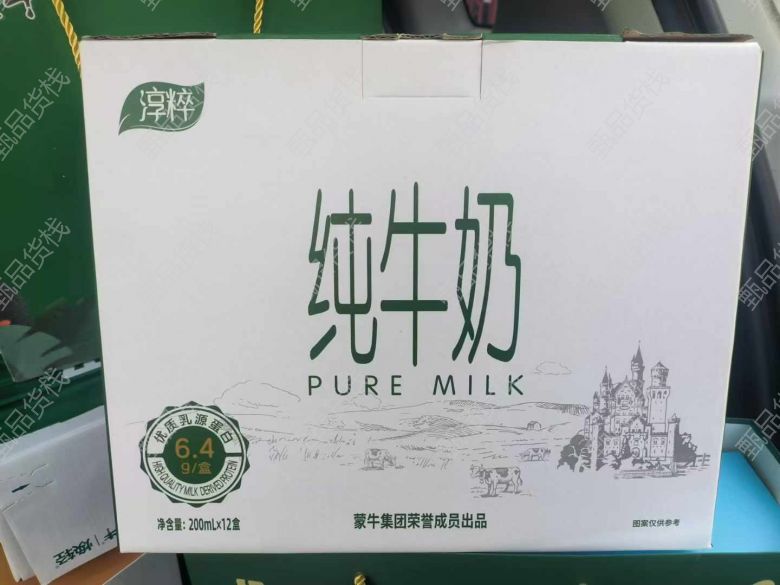 淳粹
纯牛奶
PURE MILK
优质乳源蛋白
6.4
g/盒
HIGH QUALITY MILK DERIVED PROTEIN
净含量: 200mL×12盒
蒙牛集团荣誉成员出品
图案仅供参考
甄品货栈